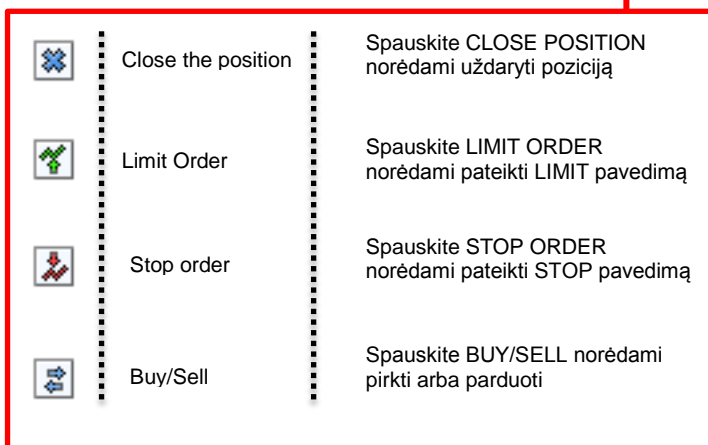 Close the position
Spauskite CLOSE POSITION
norėdami uždaryti poziciją
Limit Order
Spauskite LIMIT ORDER
norėdami pateikti LIMIT pavedimą
Stop order
Spauskite STOP ORDER
norėdami pateikti STOP pavedimą
Buy/Sell
Spauskite BUY/SELL norėdami
pirkti arba parduoti